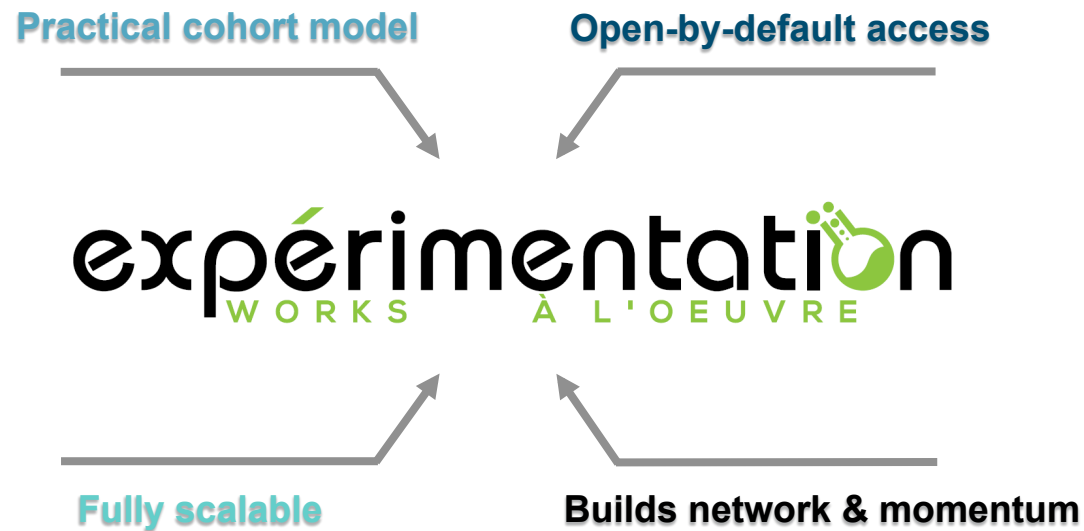 Practical cohort model
Open-by-default access
expérimentation
WORKS À L'OEUVRE
Fully scalable
Builds network & momentum